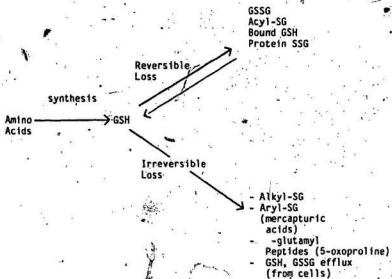 GSSG
Acyl-SG
Bound GSH
Protein SSG
Reversible
Loss
synthesis
Amino
Acids
GSH
Irreversible
Loss
- Alkyl-SG
- Aryl-SG
(mercapturic
acids)
- -glutamyl
Peptides (5-oxoproline)
- GSH, GSSG efflux
(from cells)